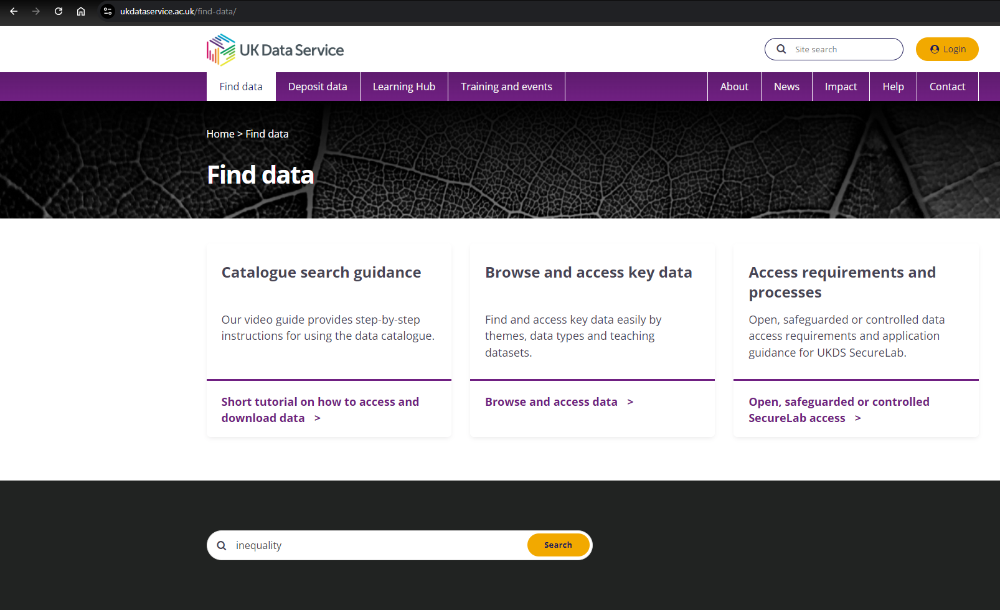 ukdataservice.ac.uk/find-data/
UK Data Service
Site search
Login
Find data
Deposit data
Learning Hub
Training and events
About
News
Impact
Help
Contact
Home > Find data
Find data
Catalogue search guidance
Our video guide provides step-by-step
instructions for using the data catalogue.
Short tutorial on how to access and
download data >
Browse and access key data
Find and access key data easily by
themes, data types and teaching
datasets.
Browse and access data >
Access requirements and
processes
Open, safeguarded or controlled data
access requirements and application
guidance for UKDS SecureLab.
Open, safeguarded or controlled
SecureLab access >
inequality
Search